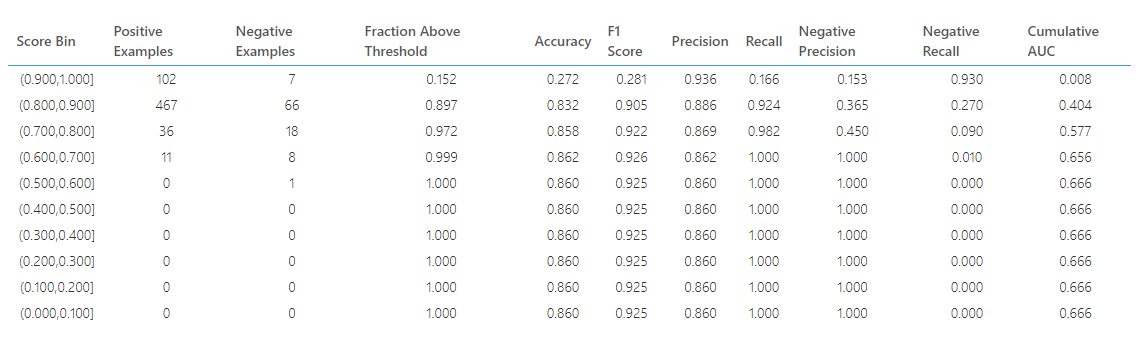 Score Bin Positive Examples Negative Examples Fraction Above Threshold Accuracy F1 Score Precision Recall Negative Precision Negative Recall Cumulative AUC
(0.900,1.000] 102 7 0.152 0.272 0.281 0.936 0.166 0.153 0.930 0.008
(0.800,0.900] 467 66 0.897 0.832 0.905 0.886 0.924 0.365 0.270 0.404
(0.700,0.800] 36 18 0.972 0.858 0.922 0.869 0.982 0.450 0.090 0.577
(0.600,0.700] 11 8 0.999 0.862 0.926 0.862 1.000 1.000 0.010 0.656
(0.500,0.600] 0 1 1.000 0.860 0.925 0.860 1.000 1.000 0.000 0.666
(0.400,0.500] 0 0 1.000 0.860 0.925 0.860 1.000 1.000 0.000 0.666
(0.300,0.400] 0 0 1.000 0.860 0.925 0.860 1.000 1.000 0.000 0.666
(0.200,0.300] 0 0 1.000 0.860 0.925 0.860 1.000 1.000 0.000 0.666
(0.100,0.200] 0 0 1.000 0.860 0.925 0.860 1.000 1.000 0.000 0.666
(0.000,0.100] 0 0 1.000 0.860 0.925 0.860 1.000 1.000 0.000 0.666